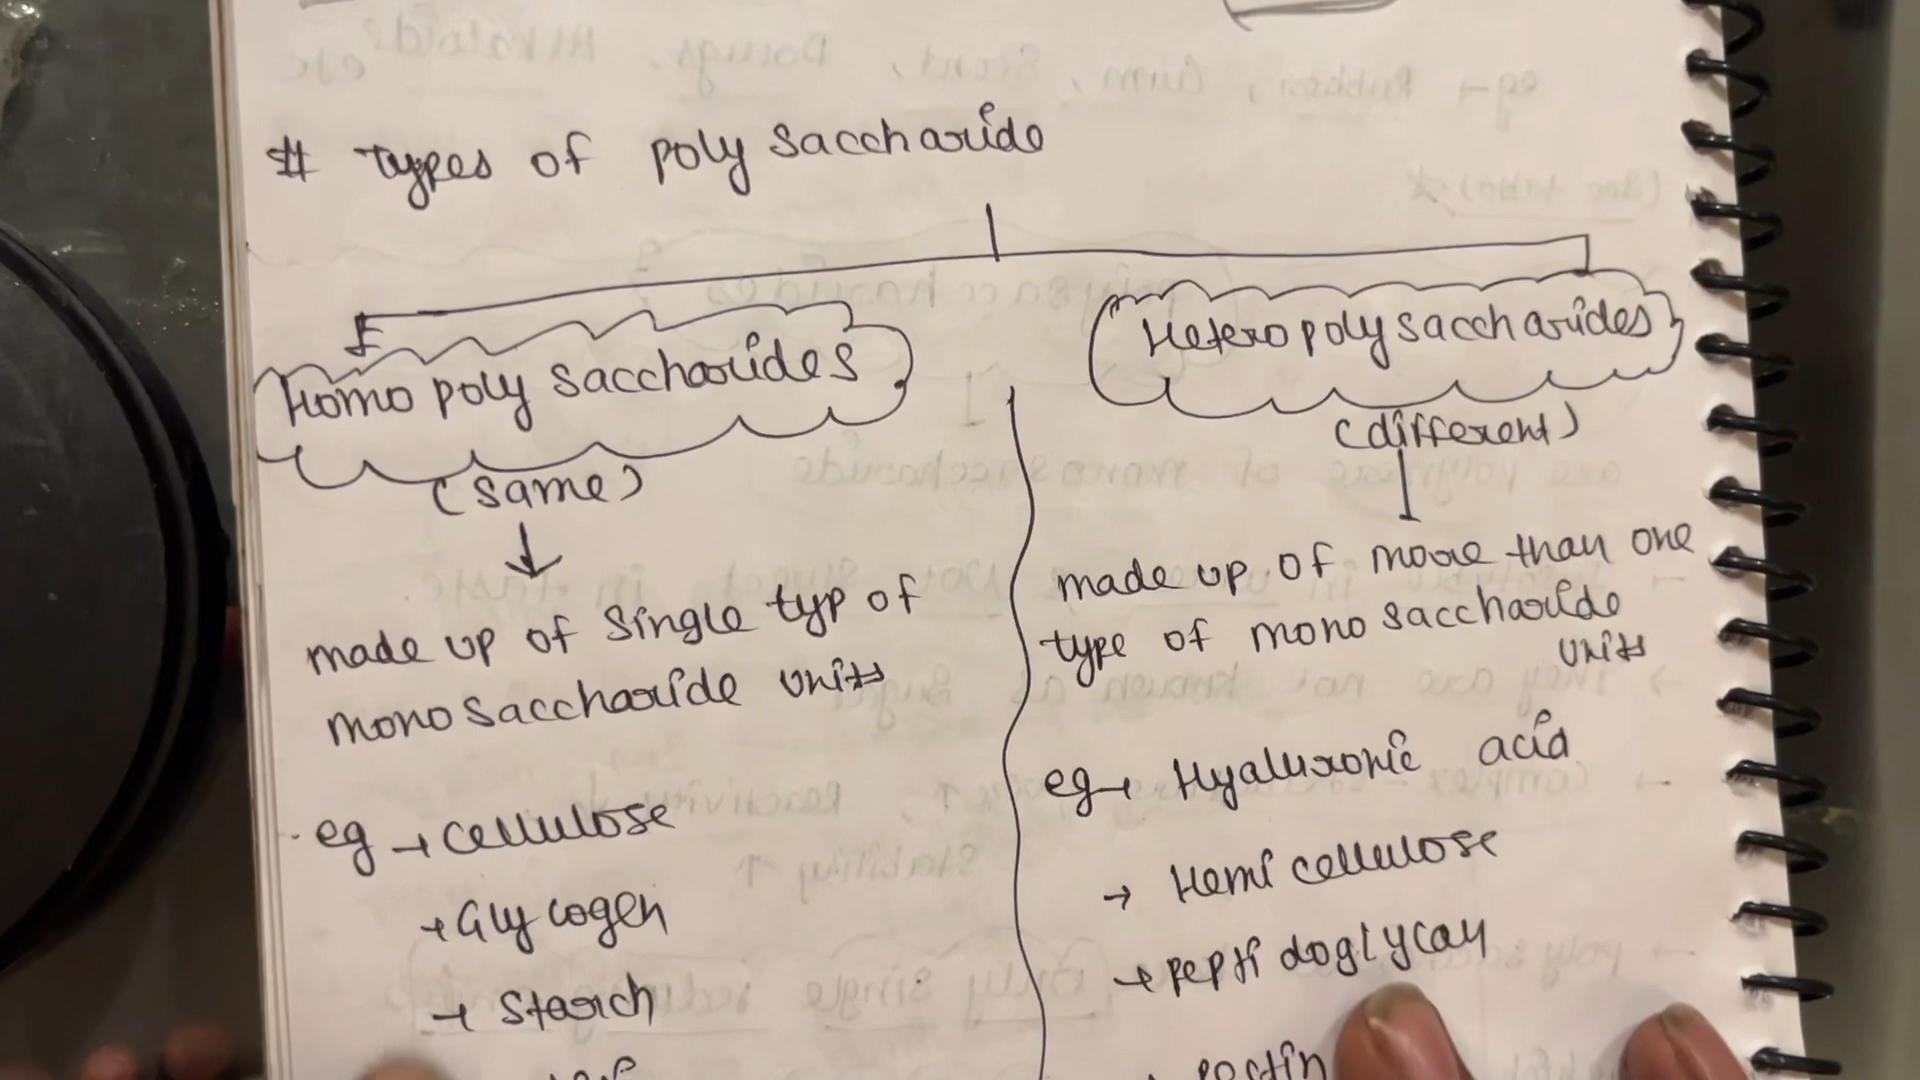 # types of poly saccharide
Homo poly saccharides
(same)
made up of single typ of
mono saccharide units
eg → cellulose
→ Glycogen
→ Starch
Hetero poly saccharides
(different)
made up of more than one
type of mono saccharide
units
eg → Hyaluronic acid
→ Hemi cellulose
→ pepti doglycan